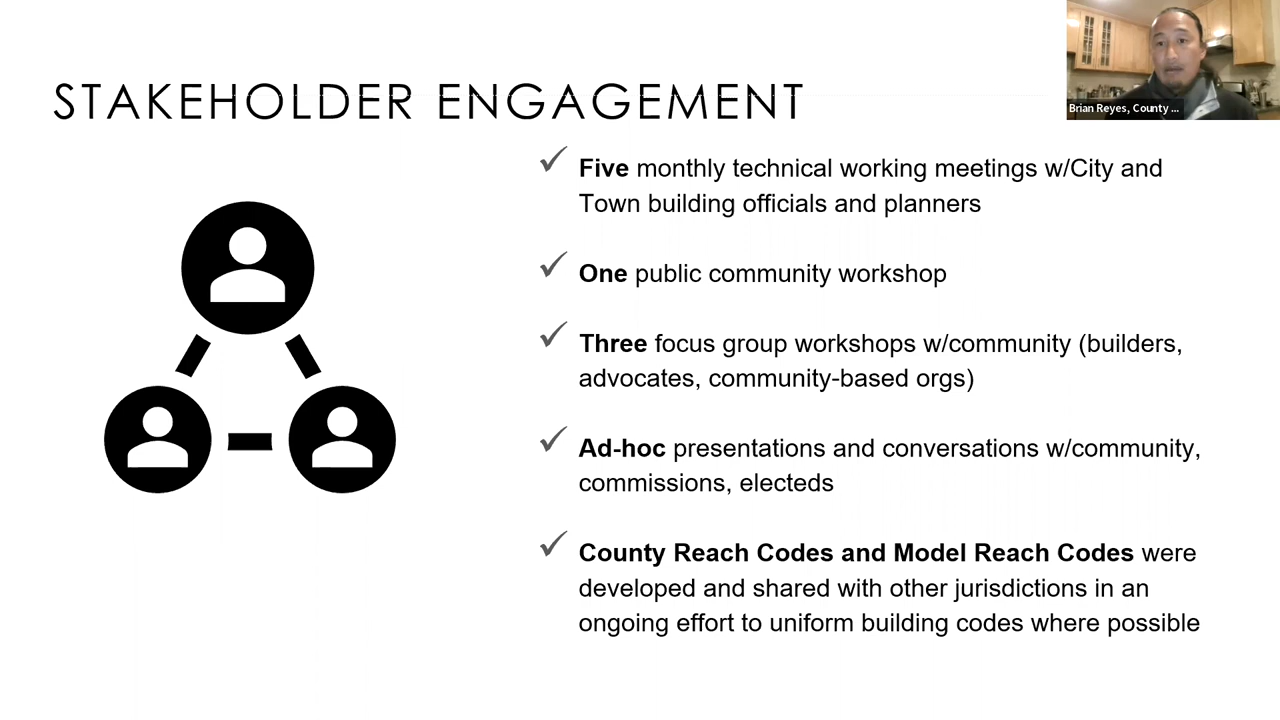 Brian Reyes, County ...
STAKEHOLDER ENGAGEMENT
Five monthly technical working meetings w/City and
Town building officials and planners
One public community workshop
Three focus group workshops w/community (builders,
advocates, community-based orgs)
Ad-hoc presentations and conversations w/community,
commissions, electeds
County Reach Codes and Model Reach Codes were
developed and shared with other jurisdictions in an
ongoing effort to uniform building codes where possible